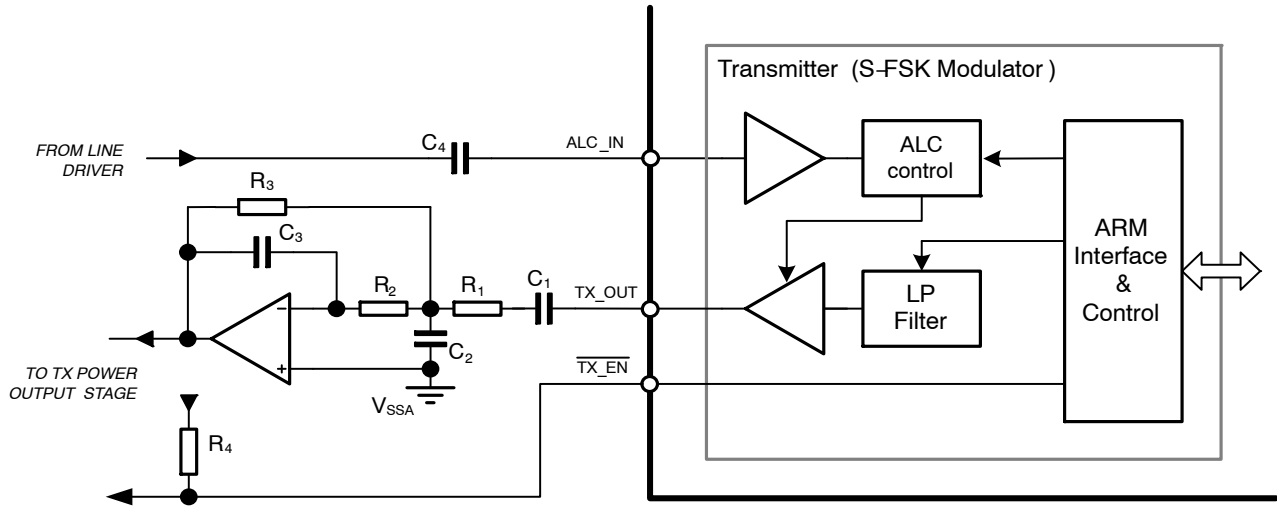 Transmitter (S-FSK Modulator )
FROM LINE
DRIVER
C4
ALC_IN
ALC
control
R3
C3
ARM
Interface
&
Control
R2
R1
C1
TX_OUT
LP
Filter
−
+
C2
TX_EN
TO TX POWER
OUTPUT STAGE
VSSA
R4